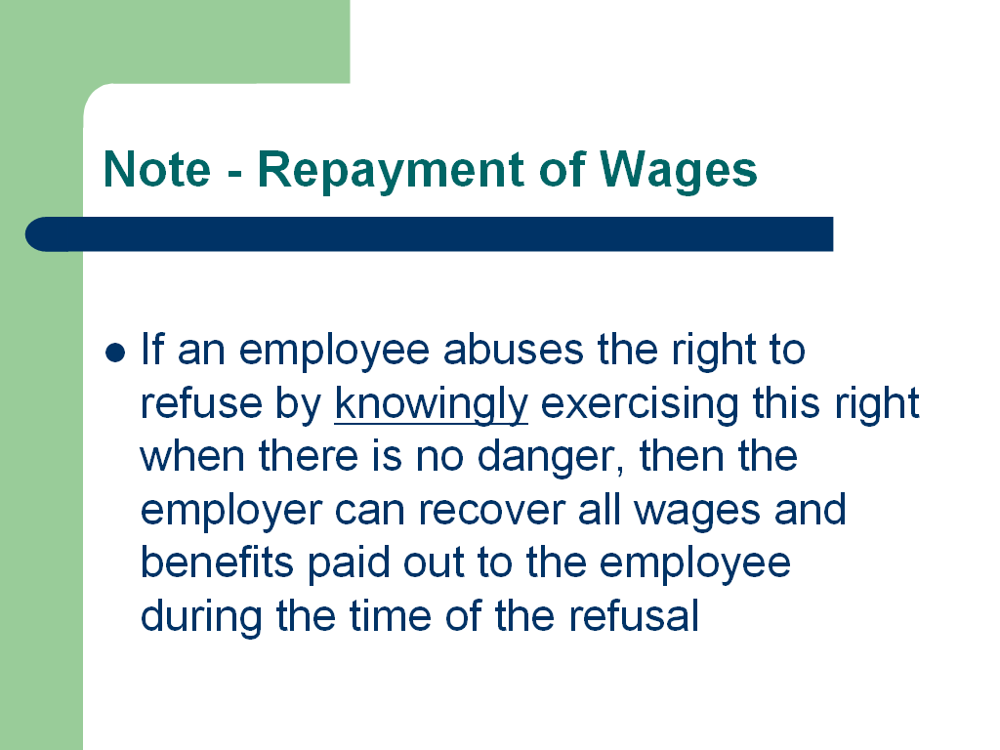 Note - Repayment of Wages
If an employee abuses the right to
refuse by knowingly exercising this right
when there is no danger, then the
employer can recover all wages and
benefits paid out to the employee
during the time of the refusal